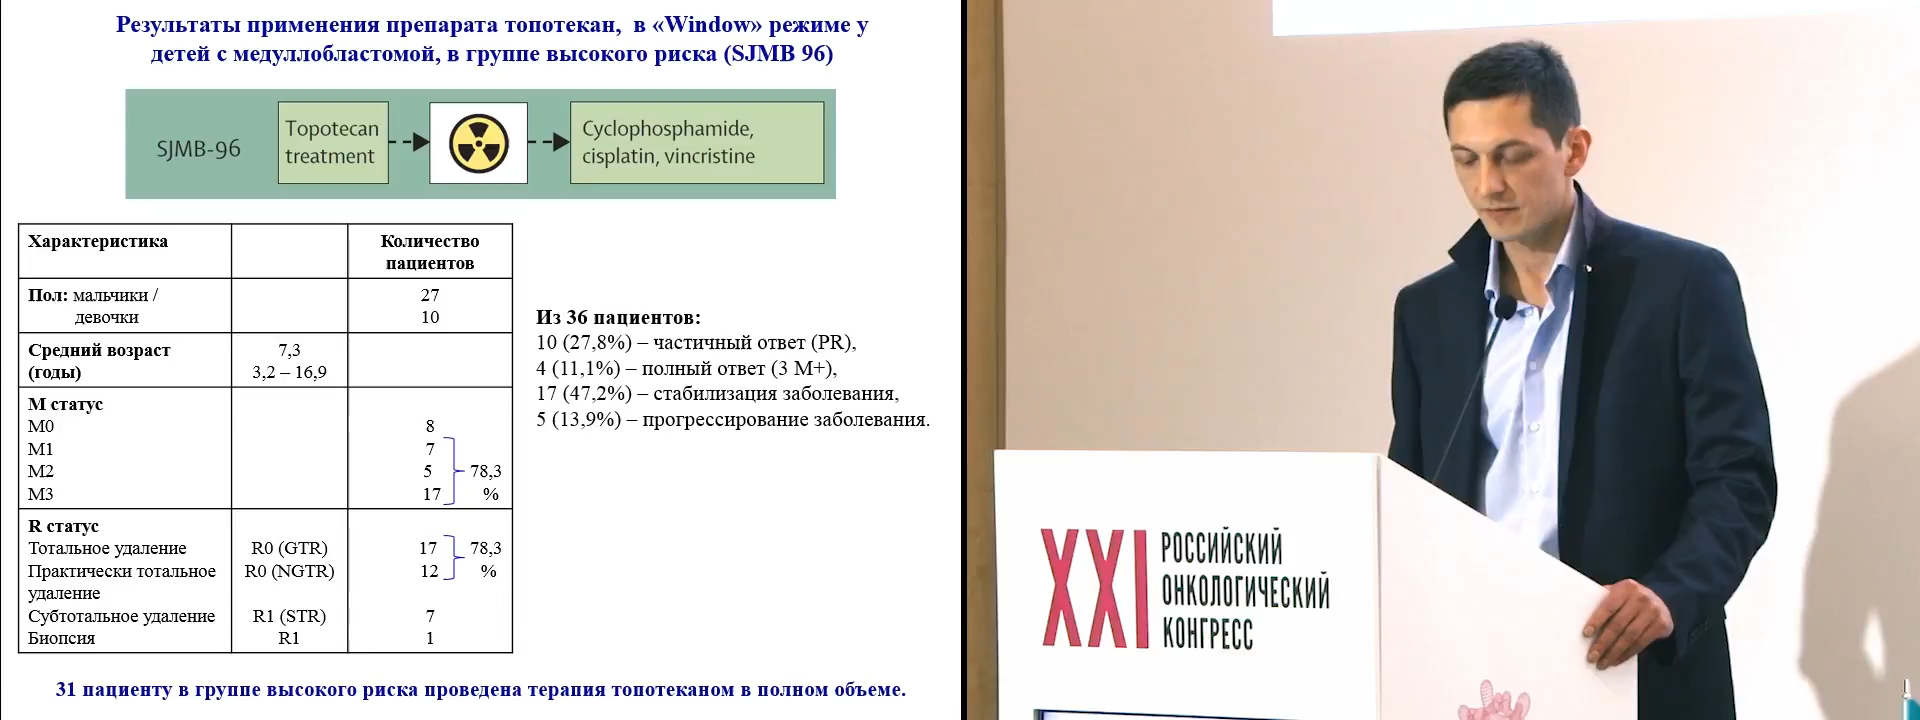 Результаты применения препарата топотекан, в «Window» режиме у
детей с медуллобластомой, в группе высокого риска (SJMB 96)
SJMB-96
Topotecan
treatment
Cyclophosphamide,
cisplatin, vincristine
Характеристика
Количество
пациентов
Пол: мальчики / 27
девочки 10
Средний возраст 7,3
(годы) 3,2 – 16,9
М статус
М0 8
М1 7
М2 5 78,3
М3 17 %
R статус
Тотальное удаление R0 (GTR) 17 78,3
Практически тотальное R0 (NGTR) 12 %
удаление
Субтотальное удаление R1 (STR) 7
Биопсия R1 1
Из 36 пациентов:
10 (27,8%) – частичный ответ (PR),
4 (11,1%) – полный ответ (3 М+),
17 (47,2%) – стабилизация заболевания,
5 (13,9%) – прогрессирование заболевания.
31 пациенту в группе высокого риска проведена терапия топотеканом в полном объеме.
XXI
РОССИЙСКИЙ
ОНКОЛОГИЧЕСКИЙ
КОНГРЕСС